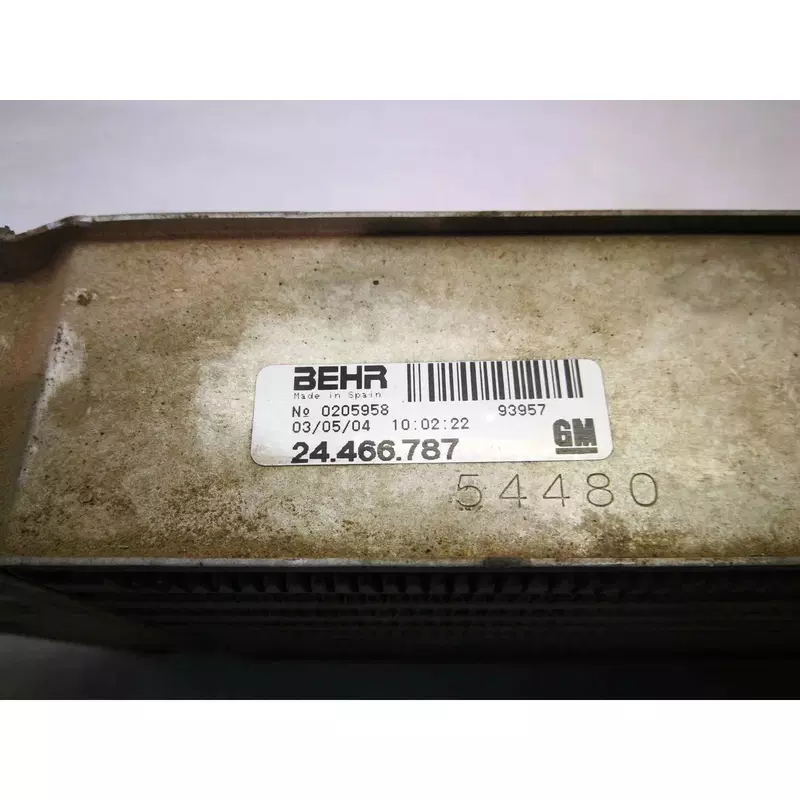 BEHR
Made in Spain
№ 0205958 93957
03/05/04 10:02:22
24.466.787
GM
54480